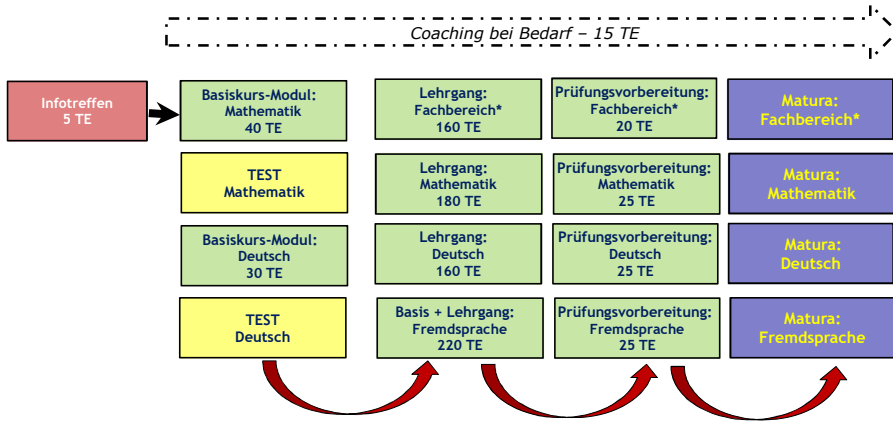 Coaching bei Bedarf – 15 TE
Infotreffen
5 TE
Basiskurs-Modul:
Mathematik
40 TE
Lehrgang:
Fachbereich*
160 TE
Prüfungsvorbereitung:
Fachbereich*
20 TE
Matura:
Fachbereich*
TEST
Mathematik
Lehrgang:
Mathematik
180 TE
Prüfungsvorbereitung:
Mathematik
25 TE
Matura:
Mathematik
Basiskurs-Modul:
Deutsch
30 TE
Lehrgang:
Deutsch
160 TE
Prüfungsvorbereitung:
Deutsch
25 TE
Matura:
Deutsch
TEST
Deutsch
Basis + Lehrgang:
Fremdsprache
220 TE
Prüfungsvorbereitung:
Fremdsprache
25 TE
Matura:
Fremdsprache